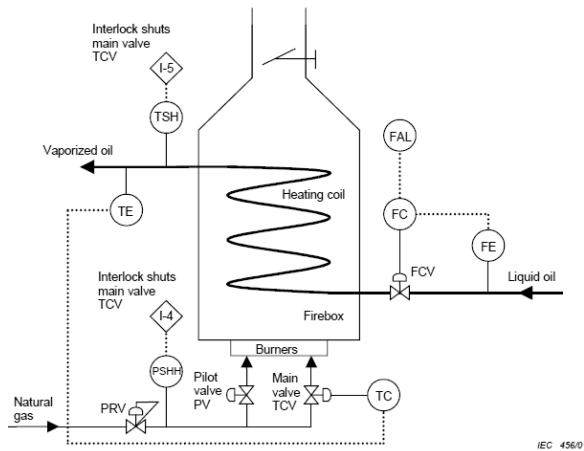 Interlock shuts
main valve
TCV
I-5
TSH
FAL
Vaporized oil
Heating coil
TE
FC
FE
Interlock shuts
main valve
TCV
FCV
Liquid oil
I-4
Firebox
Burners
PSHH
Pilot
valve
PV
Main
valve
TCV
TC
Natural
gas
PRV
IEC 456/0